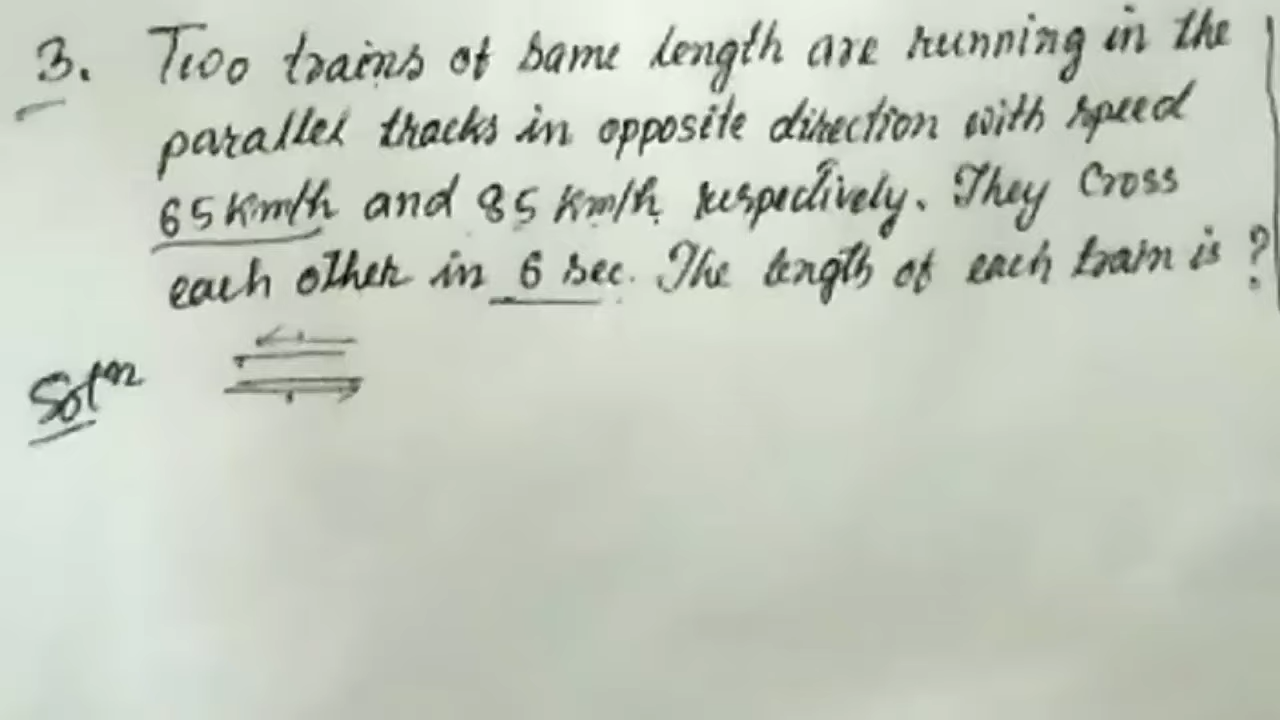 3. Two trains of same length are running in the
parallel tracks in opposite direction with speed
65 Km/h and 85 Km/h respectively. They Cross
each other in 6 sec. The length of each train is ?
Solⁿ